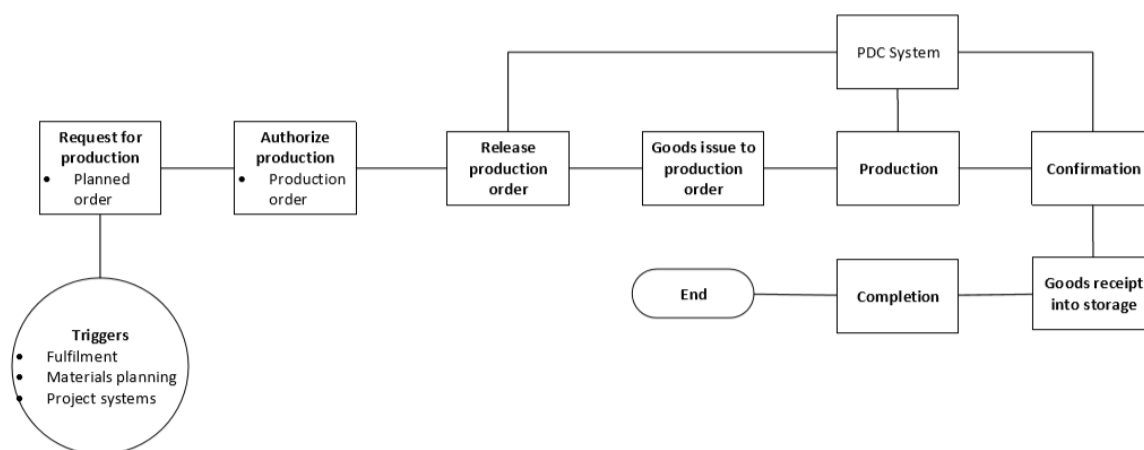 PDC System
Request for
production
• Planned
order
Authorize
production
• Production
order
Release
production
order
Goods issue to
production
order
Production
Confirmation
Triggers
• Fulfilment
• Materials planning
• Project systems
End
Completion
Goods receipt
into storage